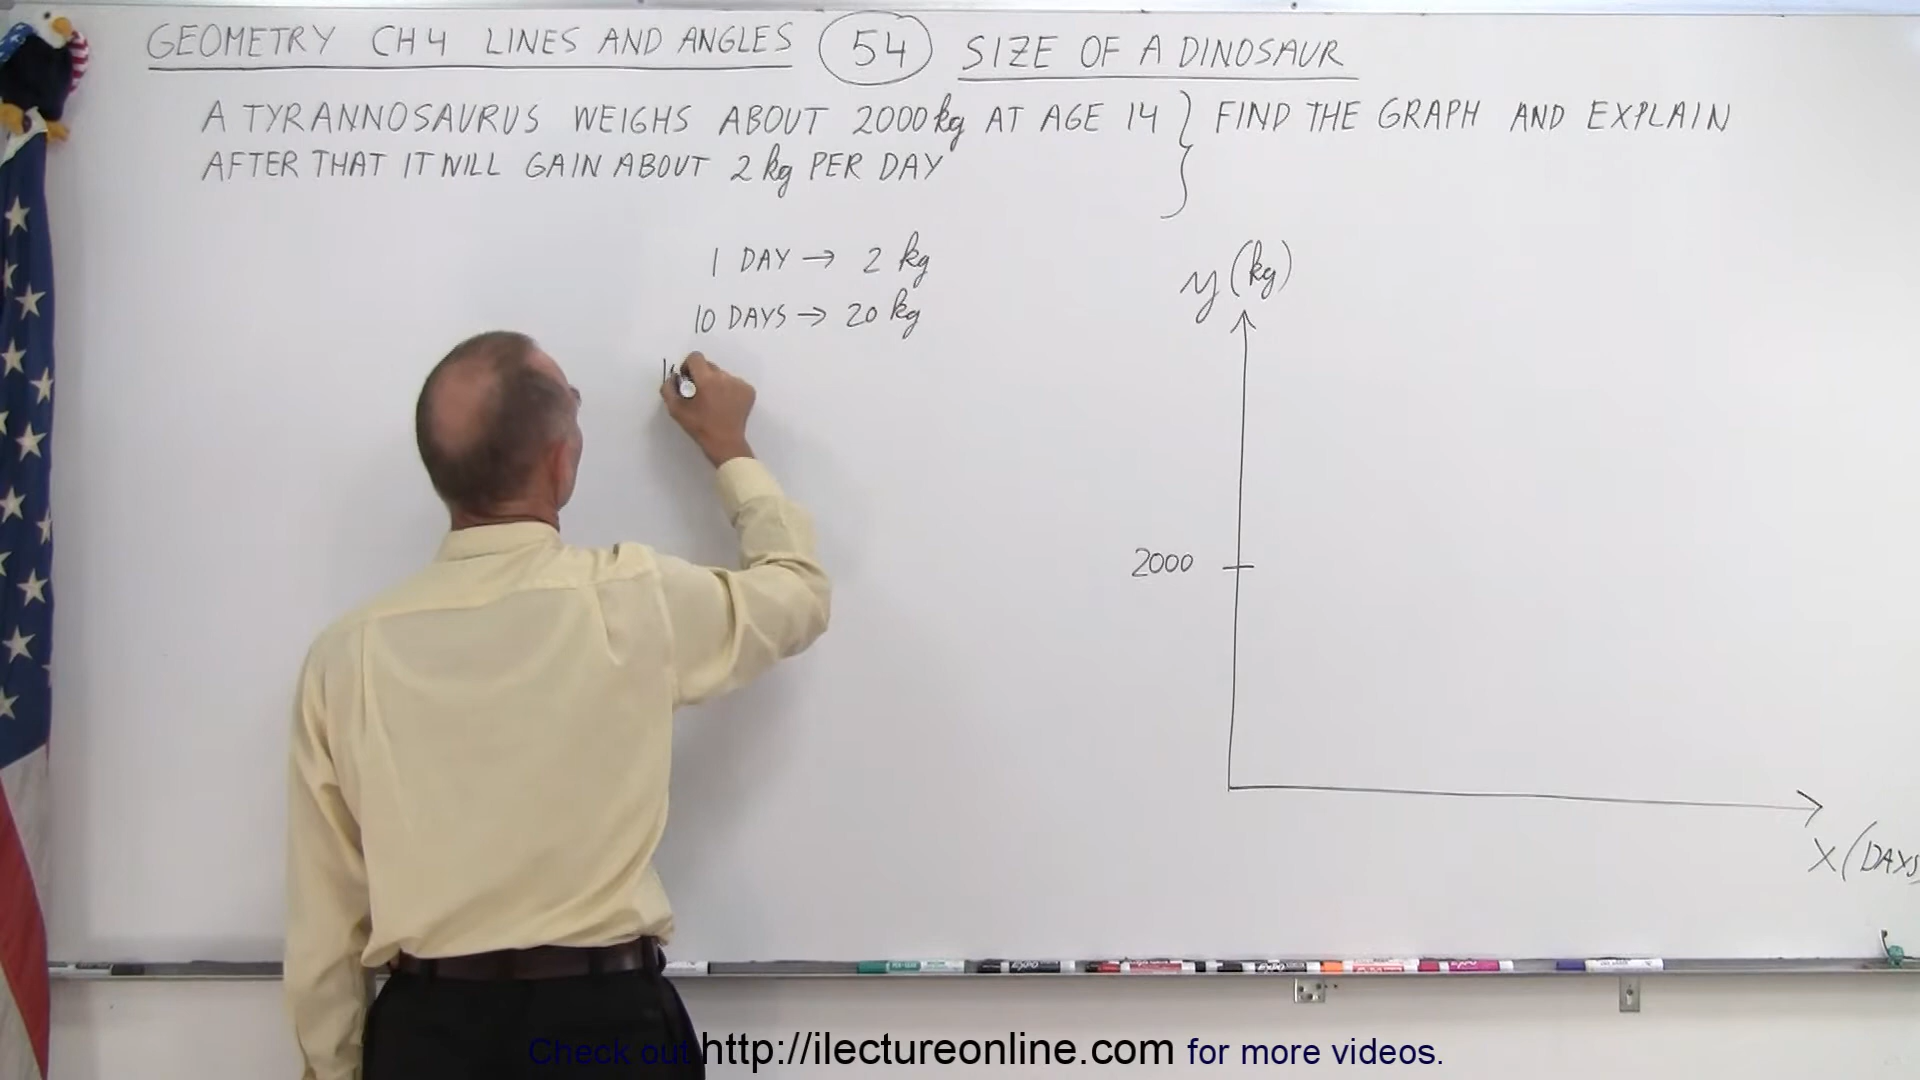 GEOMETRY CH 4 LINES AND ANGLES 54 SIZE OF A DINOSAUR
A TYRANNOSAURUS WEIGHS ABOUT 2000 kg AT AGE 14 } FIND THE GRAPH AND EXPLAIN
AFTER THAT IT WILL GAIN ABOUT 2 kg PER DAY
1 DAY → 2 kg
10 DAYS → 20 kg
y (kg)
2000
X (DAYS)
Check out http://ilectureonline.com for more videos.